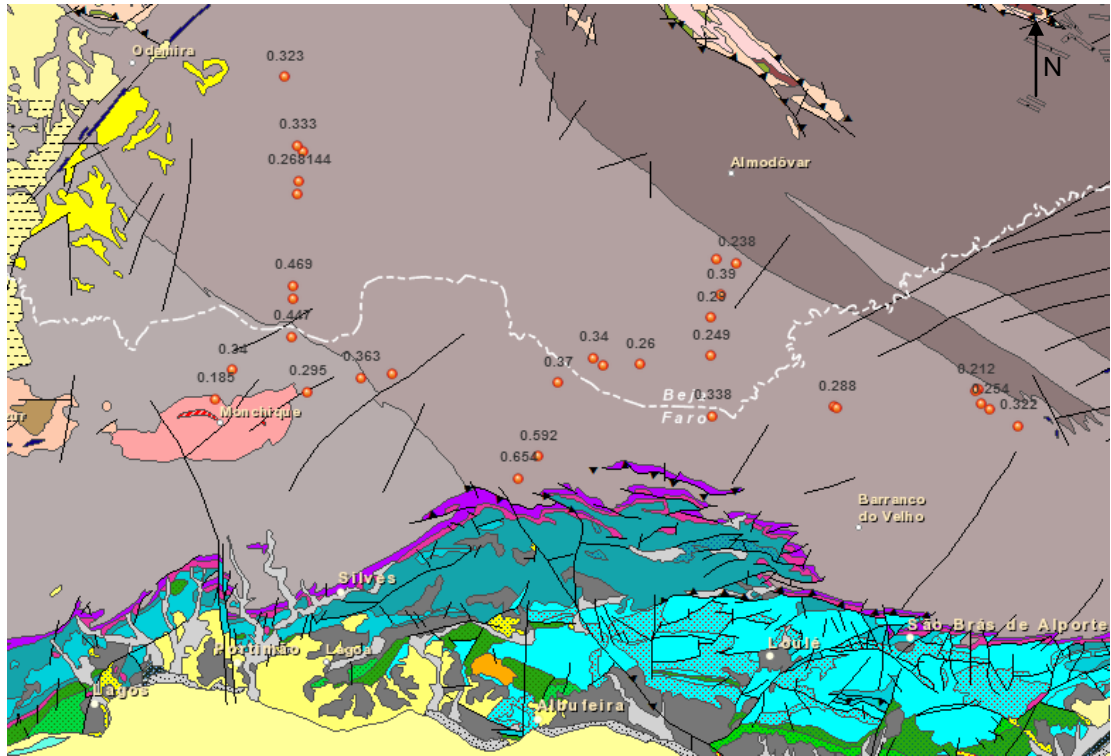 N
Odemira
0.323
0.333
0.268144
Almodôvar
0.238
0.39
0.29
0.249
0.469
0.447
0.34
0.34
0.26
0.37
0.363
0.295
0.185
Monchique
zur
Beja
Faro
0.338
0.288
0.212
0.254
0.322
0.592
0.654
Barranco
do Velho
Silves
São Brás de Alporte
Portimão
Lagoa
Loulé
Lagos
Albufeira